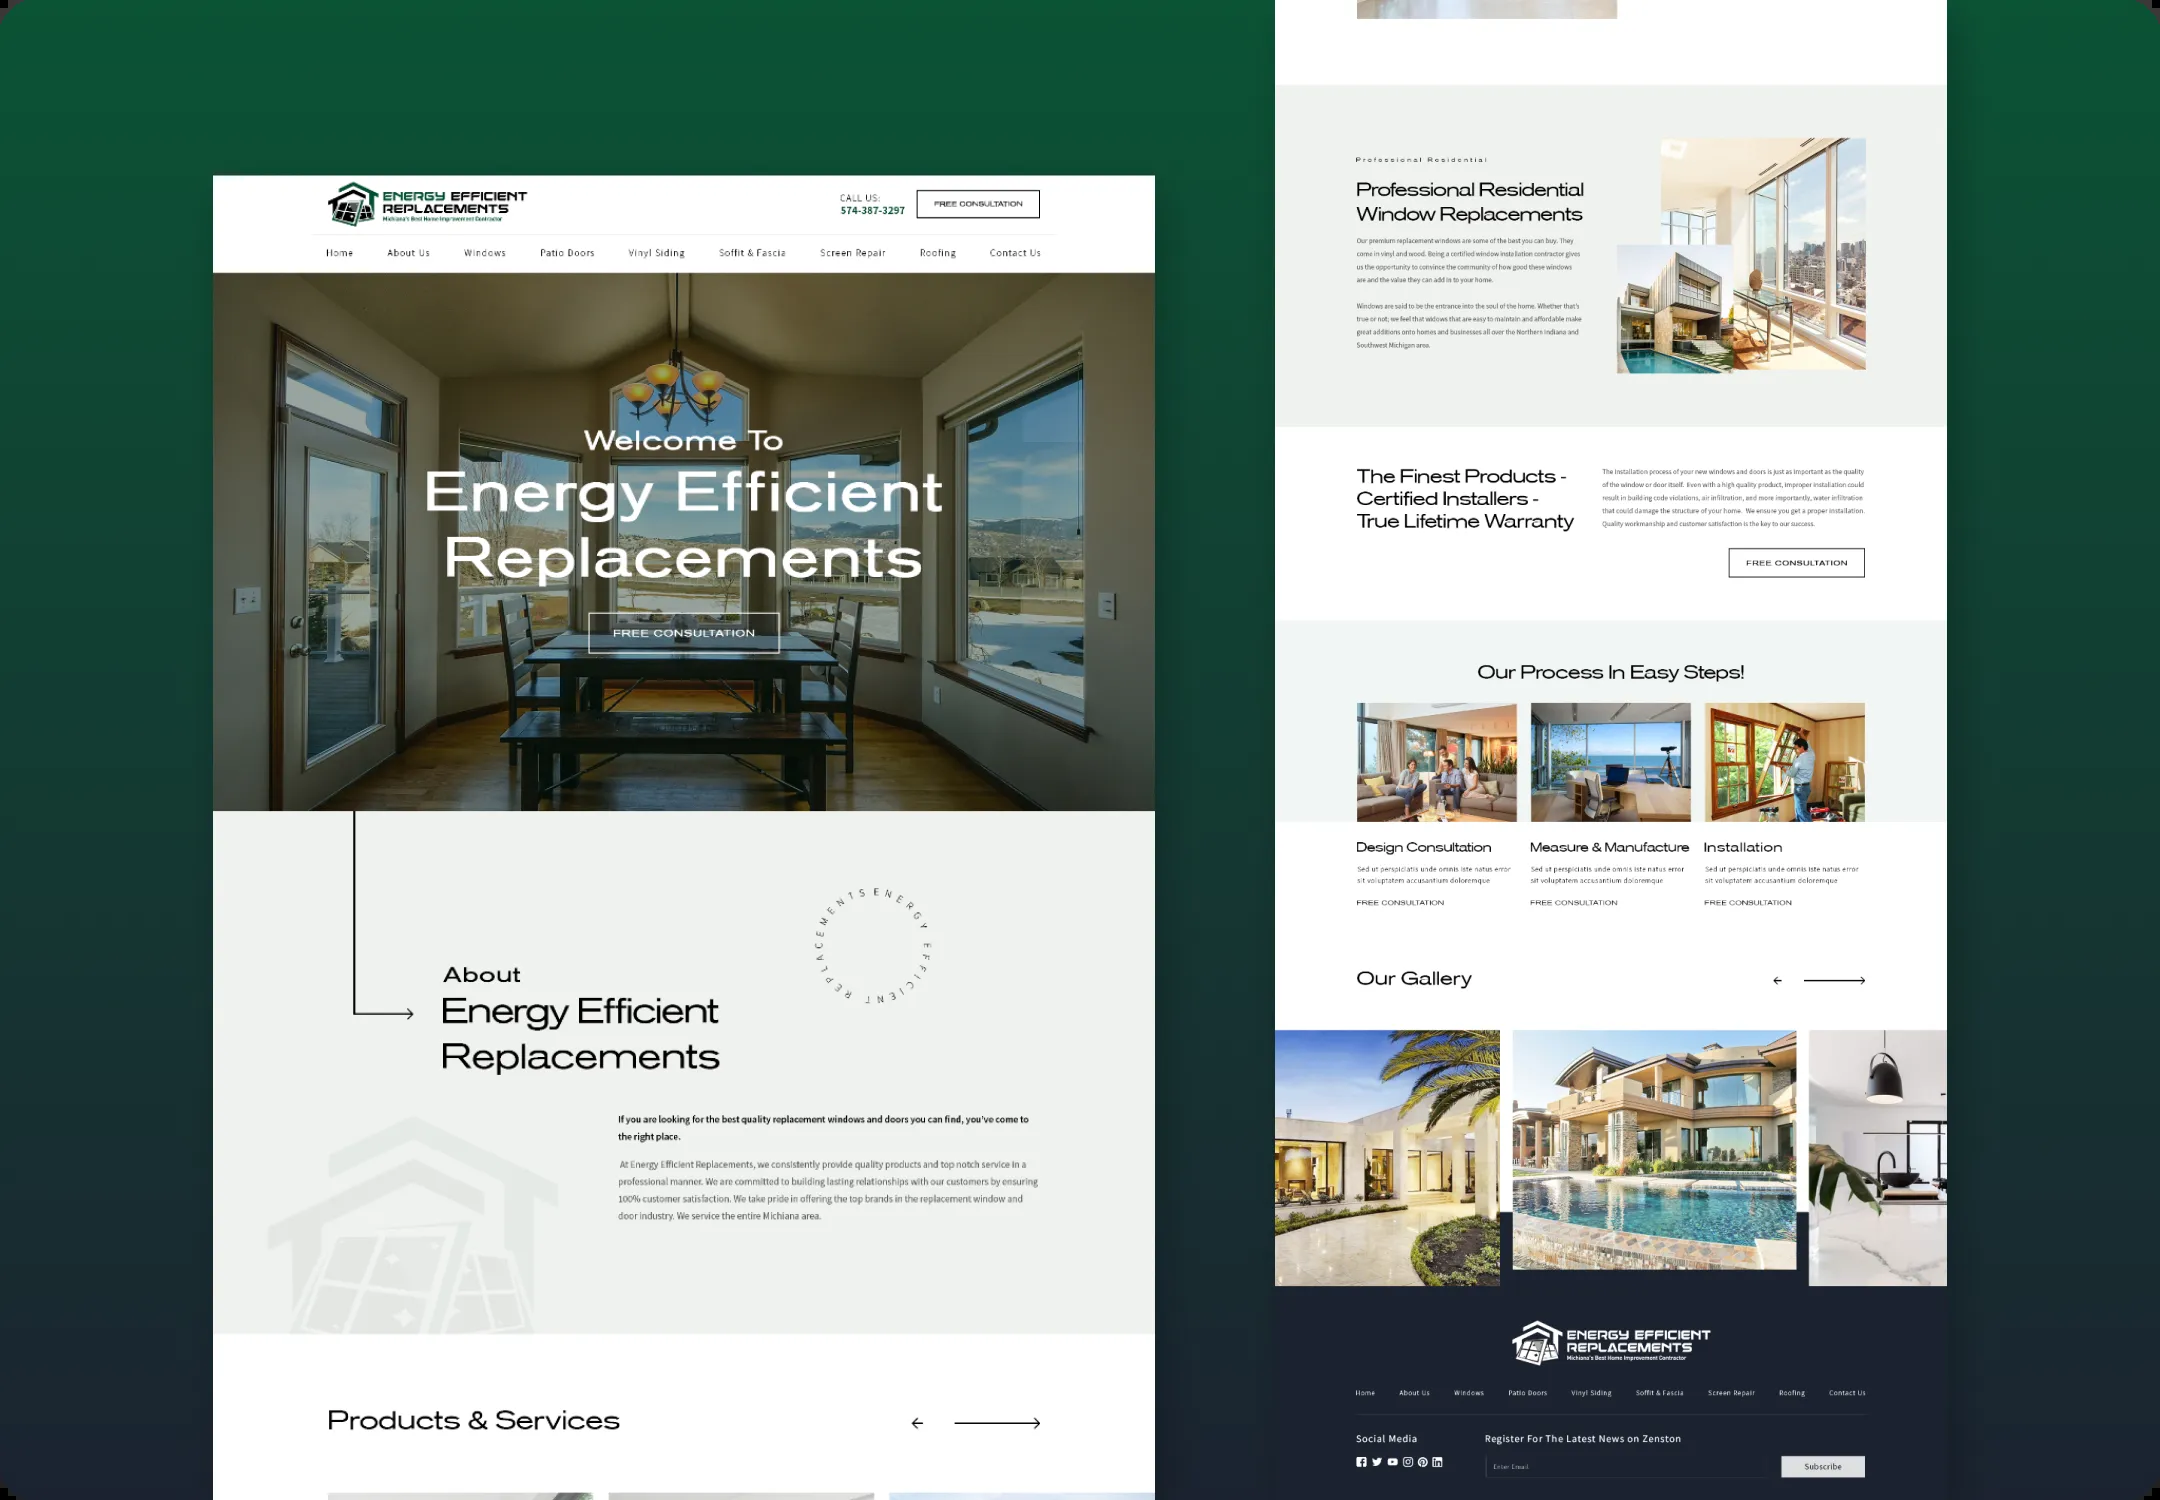 ENERGY EFFICIENT
REPLACEMENTS
Michiana's Best Home Improvement Contractor
CALL US:
574-387-3297
FREE CONSULTATION
Home About Us Windows Patio Doors Vinyl Siding Soffit & Fascia Screen Repair Roofing Contact Us
Welcome To
Energy Efficient
Replacements
FREE CONSULTATION
ENERGY EFFICIENT REPLACEMENTS
About
Energy Efficient
Replacements
If you are looking for the best quality replacement windows and doors you can find, you've come to
the right place.
At Energy Efficient Replacements, we consistently provide quality products and top notch service in a
professional manner. We are committed to building lasting relationships with our customers by ensuring
100% customer satisfaction. We take pride in offering the top brands in the replacement window and
door industry. We service the entire Michiana area.
Products & Services
Professional Residential
Professional Residential
Window Replacements
Our premium replacement windows are some of the best you can buy. They
come in vinyl and wood. Being a certified window installation contractor gives
us the opportunity to convince the community of how good these windows
are and the value they can add in to your home.
Windows are said to be the entrance into the soul of the home. Whether that's
true or not; we feel that widows that are easy to maintain and affordable make
great additions onto homes and businesses all over the Northern Indiana and
Southwest Michigan area.
The Finest Products -
Certified Installers -
True Lifetime Warranty
The installation process of your new windows and doors is just as important as the quality
of the window or door itself. Even with a high quality product, improper installation could
result in building code violations, air filtration, and more importantly, water infiltration
that could damage the structure of your home. We ensure you get a proper installation.
Quality workmanship and customer satisfaction is the key to our success.
FREE CONSULTATION
Our Process In Easy Steps!
Design Consultation
Sed ut perspiciatis unde omnis iste natus error
sit voluptatem accusantium doloremque
FREE CONSULTATION
Measure & Manufacture
Sed ut perspiciatis unde omnis iste natus error
sit voluptatem accusantium doloremque
FREE CONSULTATION
Installation
Sed ut perspiciatis unde omnis iste natus error
sit voluptatem accusantium doloremque
FREE CONSULTATION
Our Gallery
ENERGY EFFICIENT
REPLACEMENTS
Michiana's Best Home Improvement Contractor
Home About Us Windows Patio Doors Vinyl Siding Soffit & Fascia Screen Repair Roofing Contact Us
Social Media
Register For The Latest News on Zenston
Enter Email
Subscribe